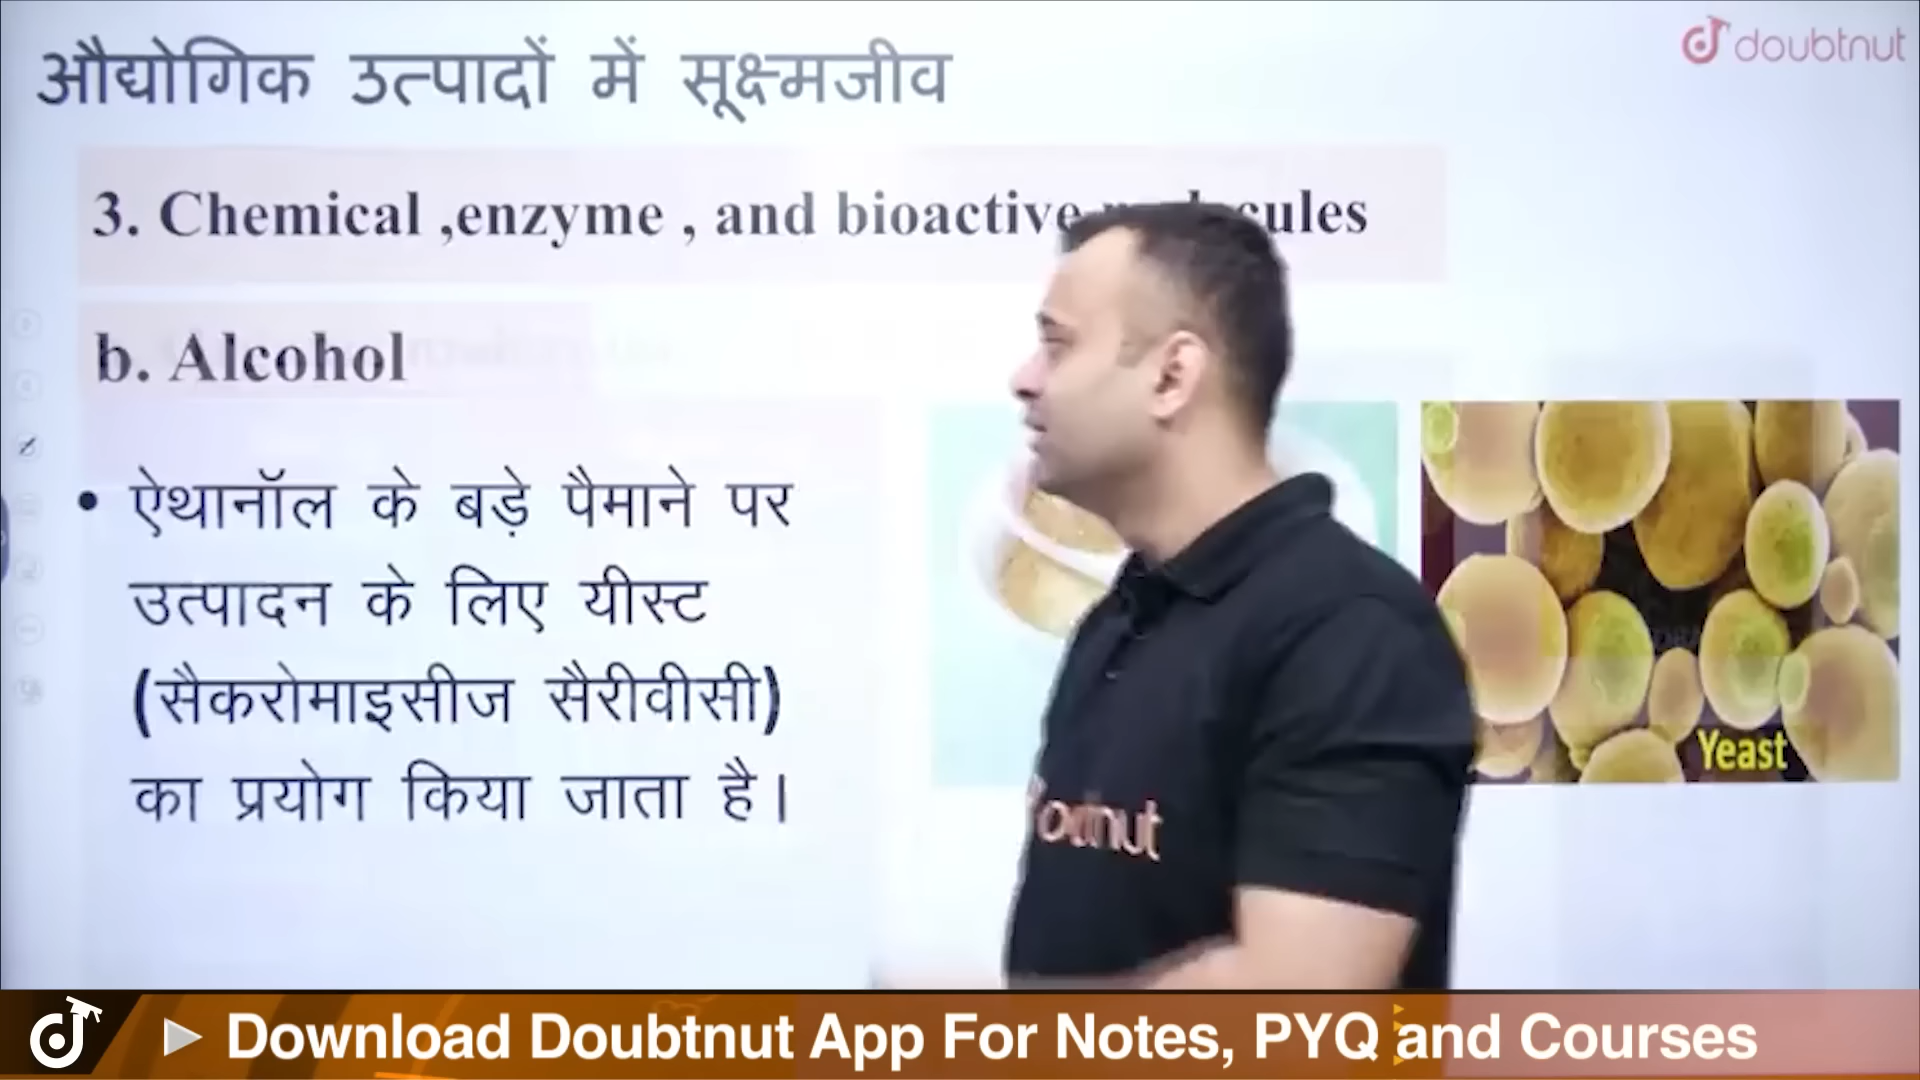 औद्योगिक उत्पादों में सूक्ष्मजीव
doubtnut
3. Chemical ,enzyme , and bioactive
b. Alcohol
• ऐथानॉल के बड़े पैमाने पर
उत्पादन के लिए यीस्ट
(सैकरोमाइसीज सैरीवीसी)
का प्रयोग किया जाता है।
Yeast
Download Doubtnut App For Notes, PYQ and Courses